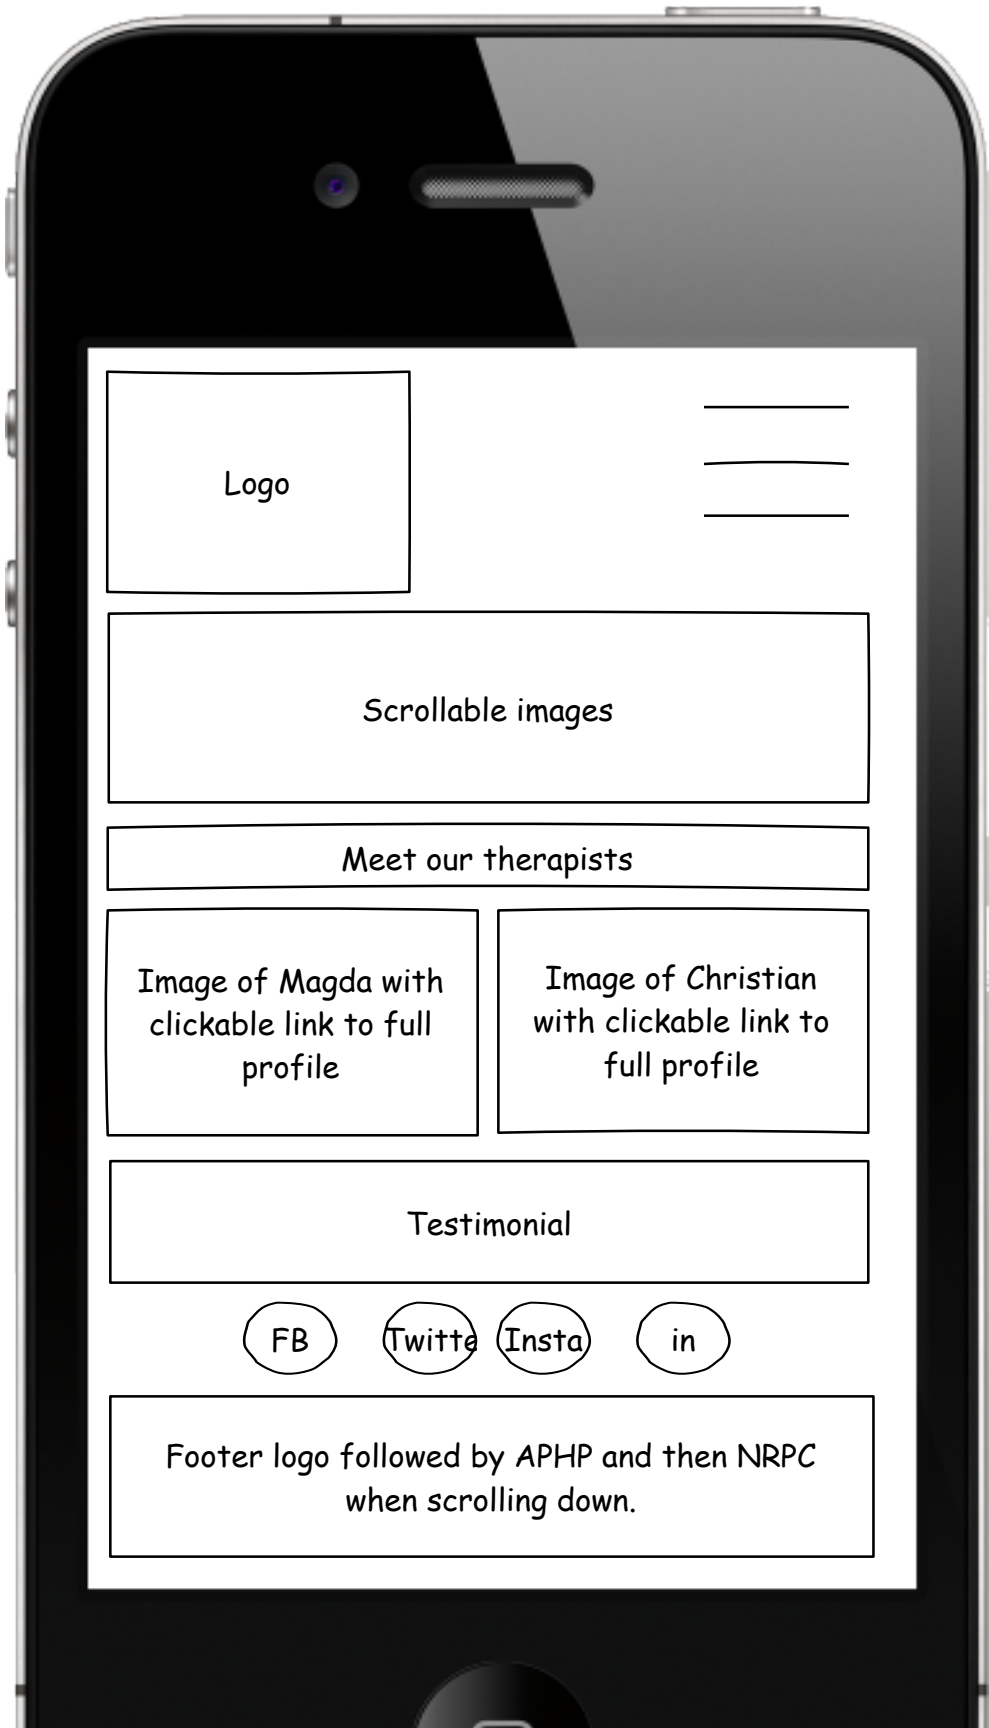 Logo
Scrollable images
Meet our therapists
Image of Magda with
clickable link to full
profile
Image of Christian
with clickable link to
full profile
Testimonial
FB
Twitte
Insta
in
Footer logo followed by APHP and then NRPC
when scrolling down.